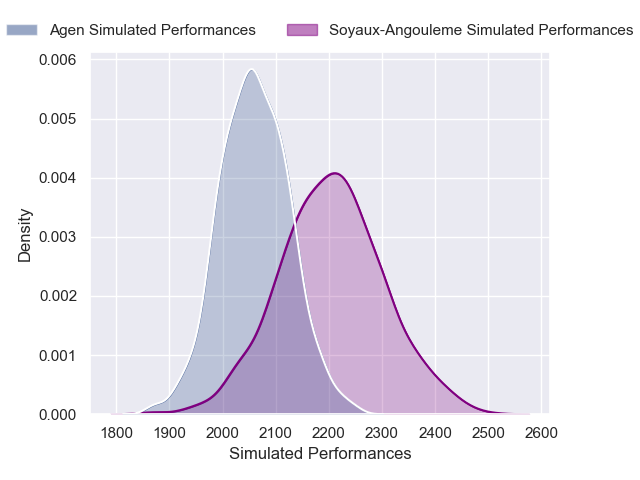 Agen Simulated Performances
Soyaux-Angouleme Simulated Performances
0.006
0.005
0.004
0.003
0.002
0.001
0.000
Density
1800 1900 2000 2100 2200 2300 2400 2500 2600
Simulated Performances